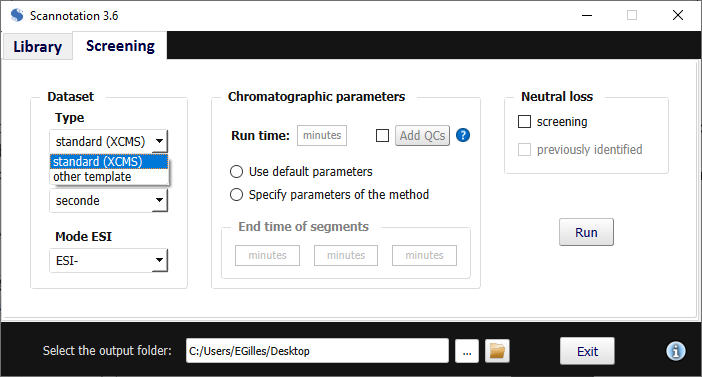 Scannotation 3.6
Library
Screening
Dataset
Type
standard (XCMS)
standard (XCMS)
other template
seconde
Mode ESI
ESI-
Chromatographic parameters
Run time:
minutes
Add QCs
?
Use default parameters
Specify parameters of the method
End time of segments
minutes
minutes
minutes
Neutral loss
screening
previously identified
Run
Select the output folder:
C:/Users/EGilles/Desktop
...
Exit
i